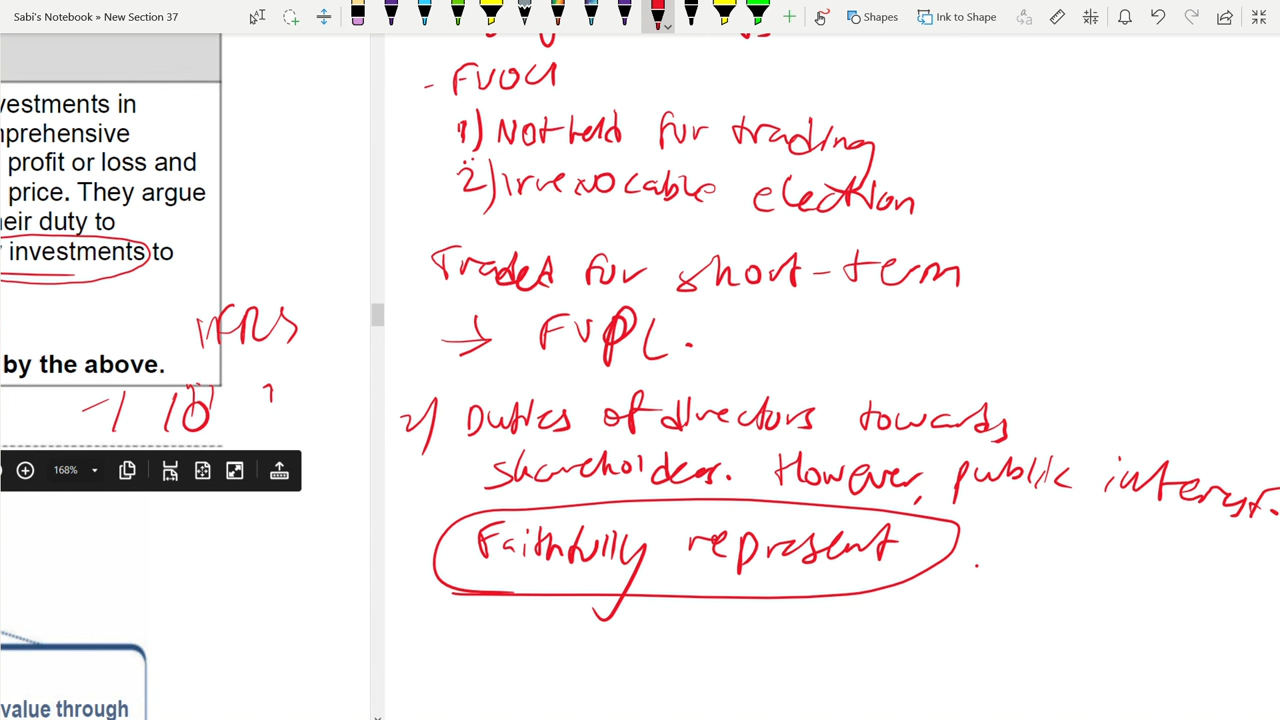 Sabi's Notebook » New Section 37
Shapes
Ink to Shape
vestments in
mprehensive
profit or loss and
price. They argue
heir duty to
investments to
by the above.
IFRS
168%
value through
- FVOCI
1) Not held for trading
2) irrevocable election
Traded for short-term
→ FVPL.
2) Duties of directors towards
shareholders. However, public interest.
Faithfully represent